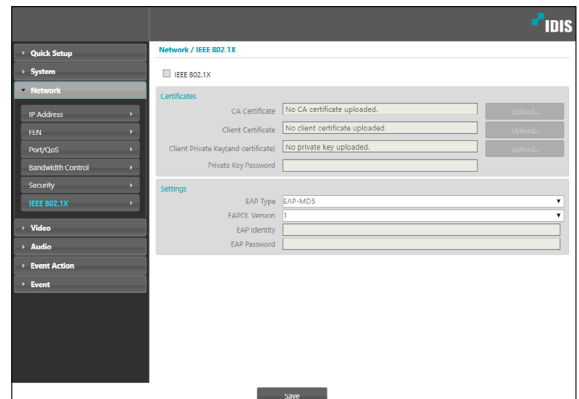 IDIS
Quick Setup
System
Network
IP Address
FEN
Port/QoS
Bandwidth Control
Security
IEEE 802.1X
Video
Audio
Event Action
Event
Network / IEEE 802.1X
IEEE 802.1X
Certificates
CA Certificate No CA certificate uploaded. Upload...
Client Certificate No client certificate uploaded. Upload...
Client Private Key(and certificate) No private key uploaded. Upload...
Private Key Password
Settings
EAP Type EAP-MD5
EAPOL Version 1
EAP Identity
EAP Password
Save